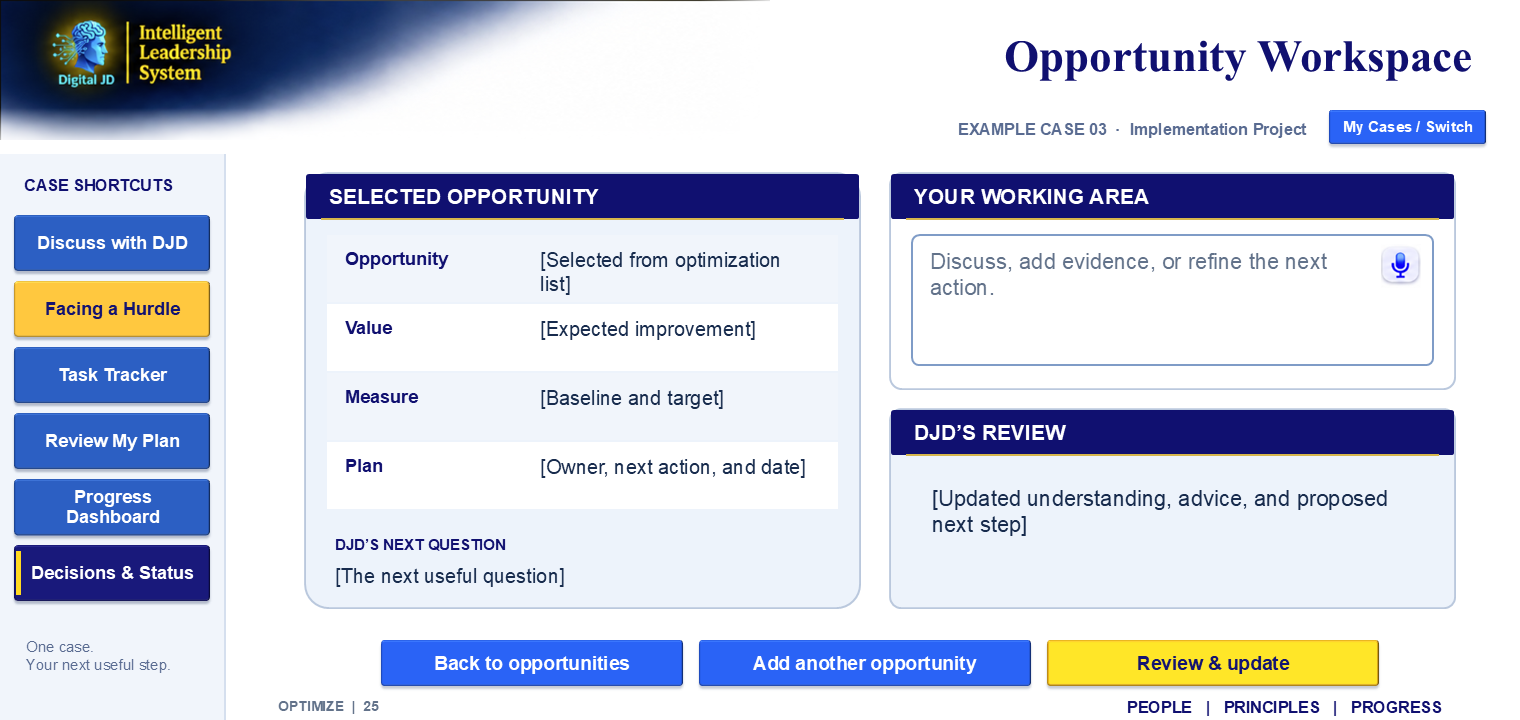 Intelligent
Leadership
System
Digital JD
Opportunity Workspace
EXAMPLE CASE 03 · Implementation Project
My Cases / Switch
CASE SHORTCUTS
Discuss with DJD
Facing a Hurdle
Task Tracker
Review My Plan
Progress
Dashboard
Decisions & Status
One case.
Your next useful step.
SELECTED OPPORTUNITY
Opportunity [Selected from optimization
list]
Value [Expected improvement]
Measure [Baseline and target]
Plan [Owner, next action, and date]
DJD’S NEXT QUESTION
[The next useful question]
YOUR WORKING AREA
Discuss, add evidence, or refine the next
action.
DJD’S REVIEW
[Updated understanding, advice, and proposed
next step]
Back to opportunities
Add another opportunity
Review & update
OPTIMIZE | 25
PEOPLE | PRINCIPLES | PROGRESS